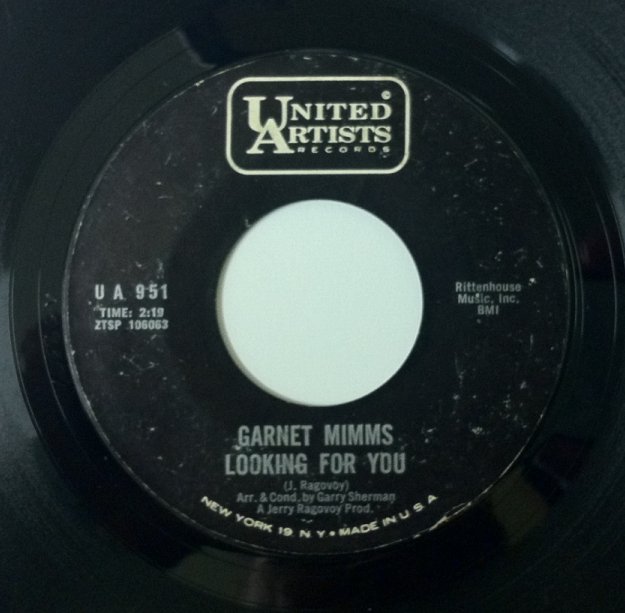 ©
UNITED
ARTISTS
RECORDS
U A 951
TIME: 2:19
ZTSP 106063
Rittenhouse
Music, Inc.
BMI
GARNET MIMMS
LOOKING FOR YOU
(J. Ragovoy)
Arr. & Cond. by Garry Sherman
A Jerry Ragovoy Prod.
NEW YORK 19, N Y • MADE IN U S A